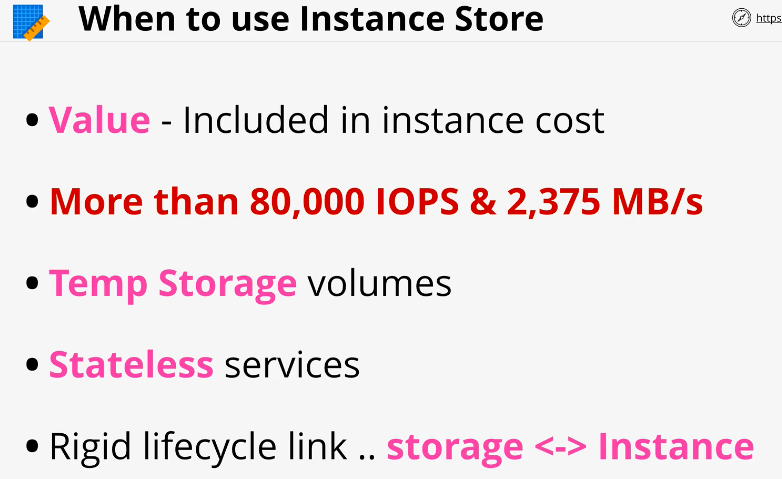 When to use Instance Store
https
• Value - Included in instance cost
• More than 80,000 IOPS & 2,375 MB/s
• Temp Storage volumes
• Stateless services
• Rigid lifecycle link .. storage <-> Instance